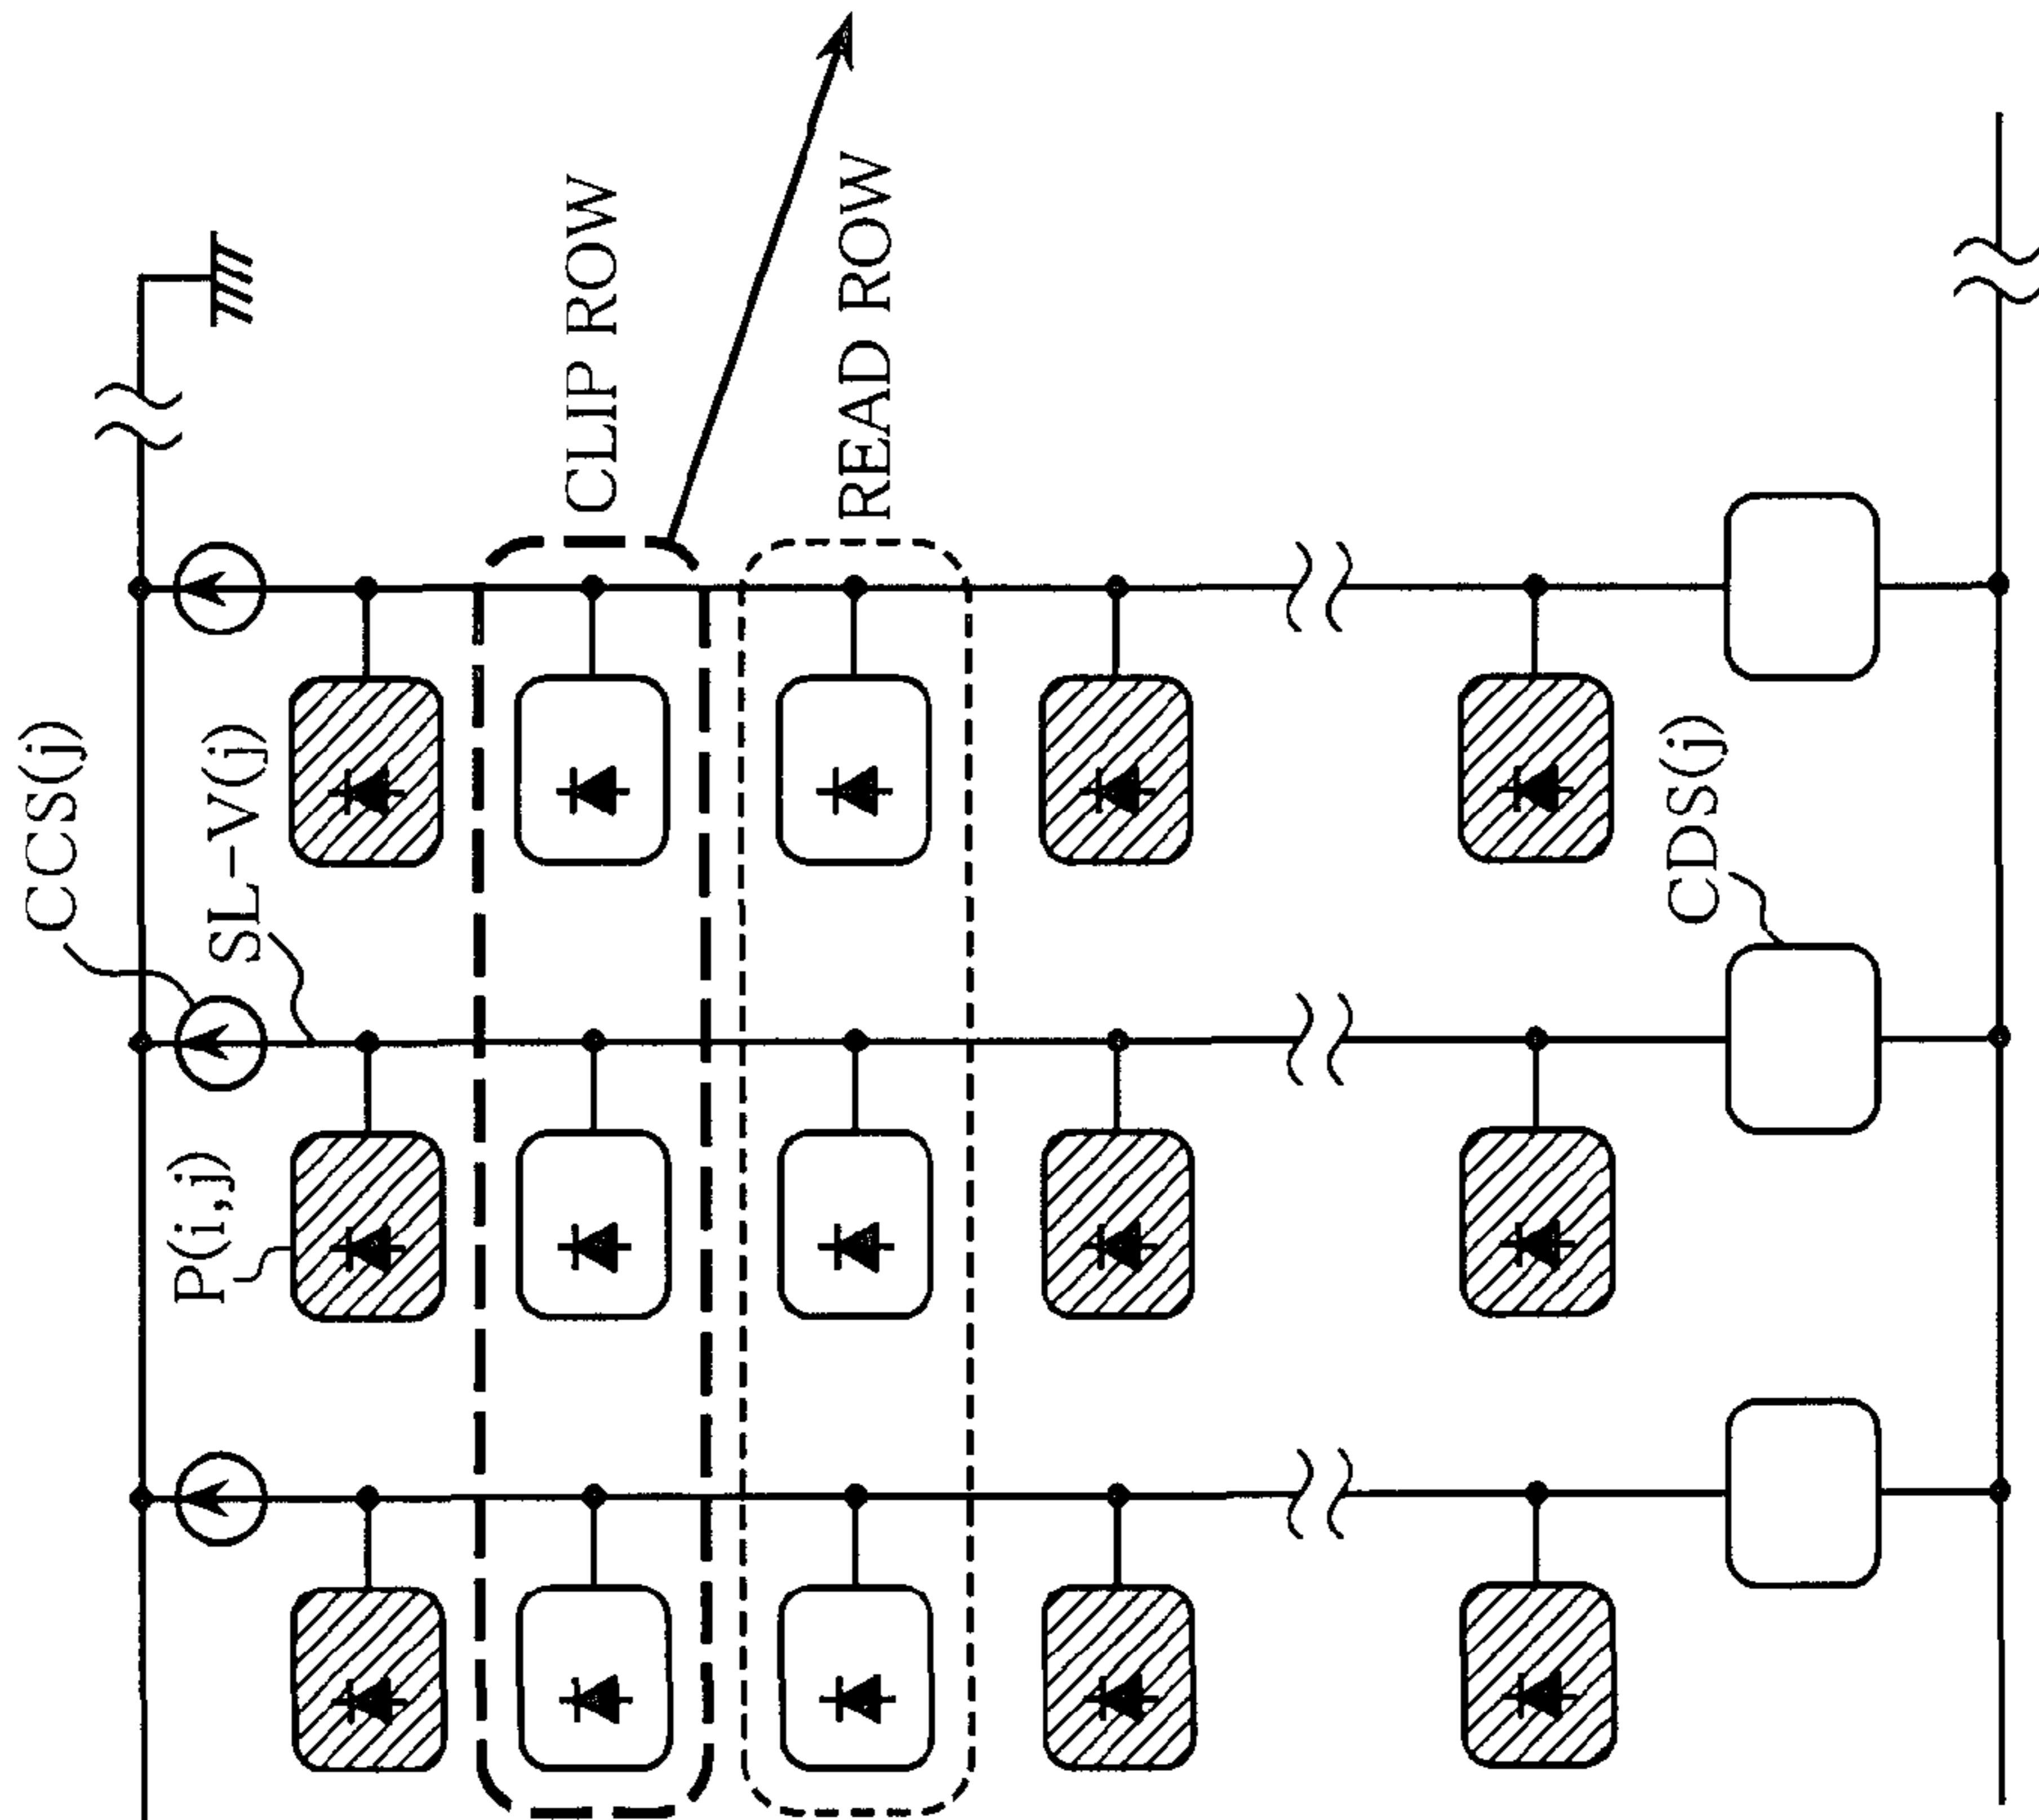 CCS(j)
SL-V(j)
P(i,j)
CLIP ROW
READ ROW
CDS(j)